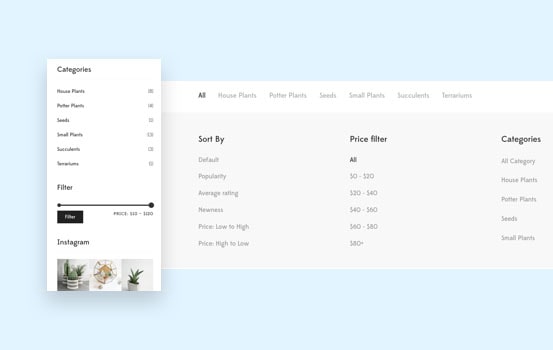 Categories
House Plants (8)
Potter Plants (4)
Seeds (1)
Small Plants
Succulents (3)
Terrariums (1)
Filter
Filter
PRICE: $10 — $180
Instagram
All House Plants Potter Plants Seeds Small Plants Succulents Terrariums
Sort By
Default
Popularity
Average rating
Newness
Price: Low to High
Price: High to Low
Price filter
All
$0 - $20
$20 - $40
$40 - $60
$60 - $80
$80+
Categories
All Category
House Plants
Potter Plants
Seeds
Small Plants